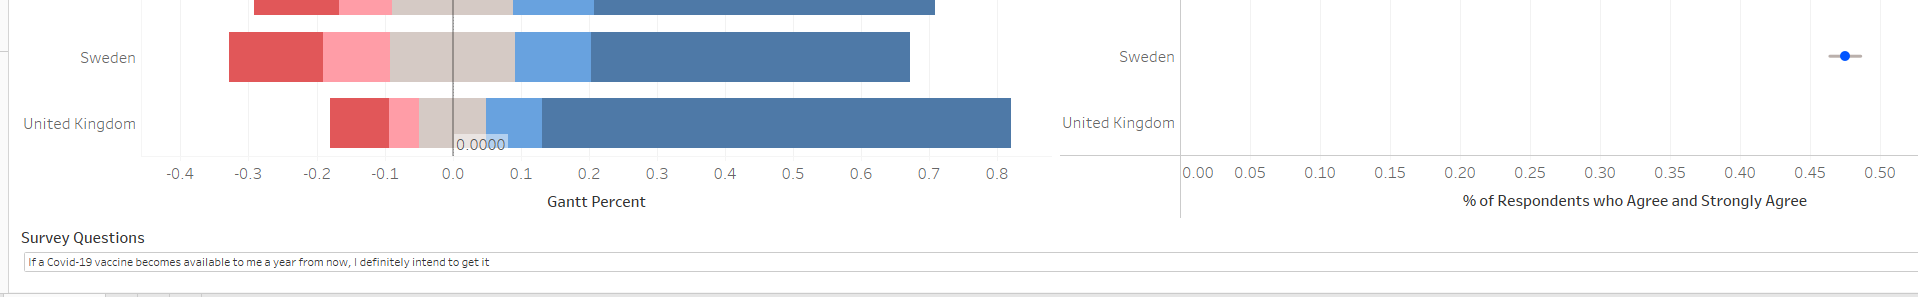 Sweden
United Kingdom
0.0000
-0.4 -0.3 -0.2 -0.1 0.0 0.1 0.2 0.3 0.4 0.5 0.6 0.7 0.8
Gantt Percent
Sweden
United Kingdom
0.00 0.05 0.10 0.15 0.20 0.25 0.30 0.35 0.40 0.45 0.50
% of Respondents who Agree and Strongly Agree
Survey Questions
If a Covid-19 vaccine becomes available to me a year from now, I definitely intend to get it